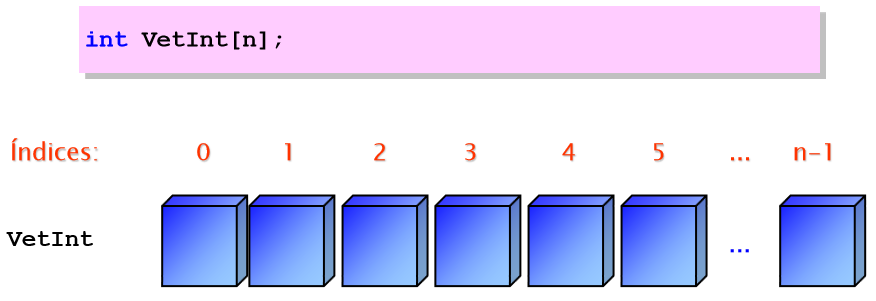 int VetInt[n];
Índices: 0 1 2 3 4 5 ... n-1
VetInt ...